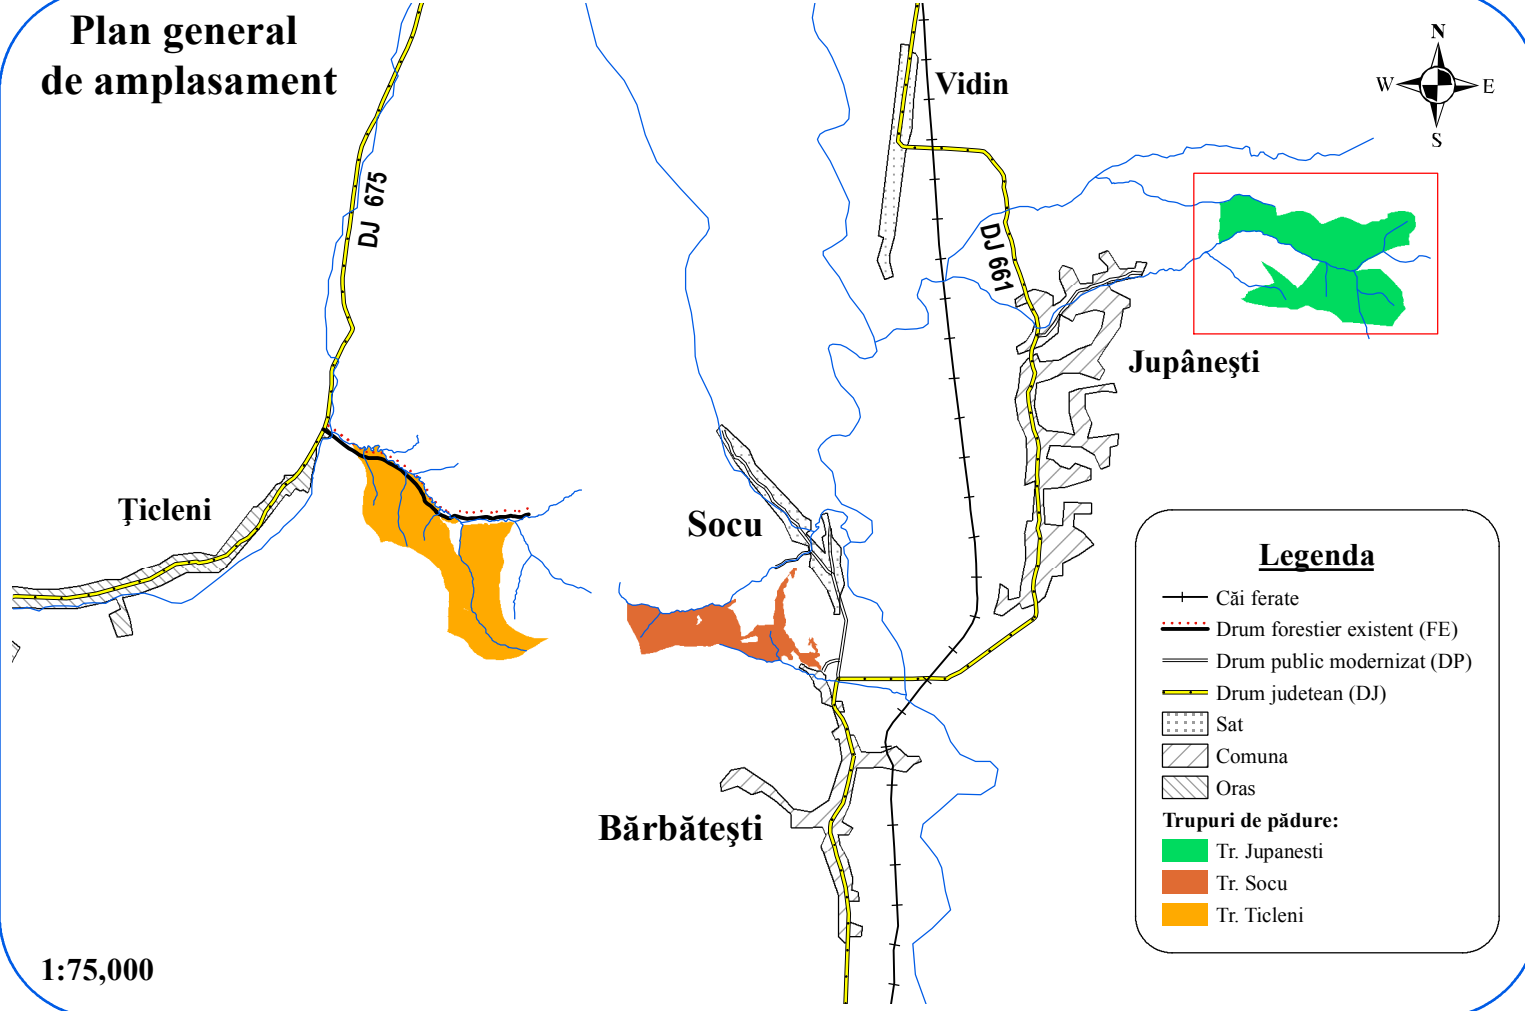 Plan general
de amplasament
Vidin
N
W
E
S
DJ 675
DJ 661
Jupâneşti
Ţicleni
Socu
Bărbăteşti
Legenda
Căi ferate
Drum forestier existent (FE)
Drum public modernizat (DP)
Drum judetean (DJ)
Sat
Comuna
Oras
Trupuri de pădure:
Tr. Jupanesti
Tr. Socu
Tr. Ticleni
1:75,000